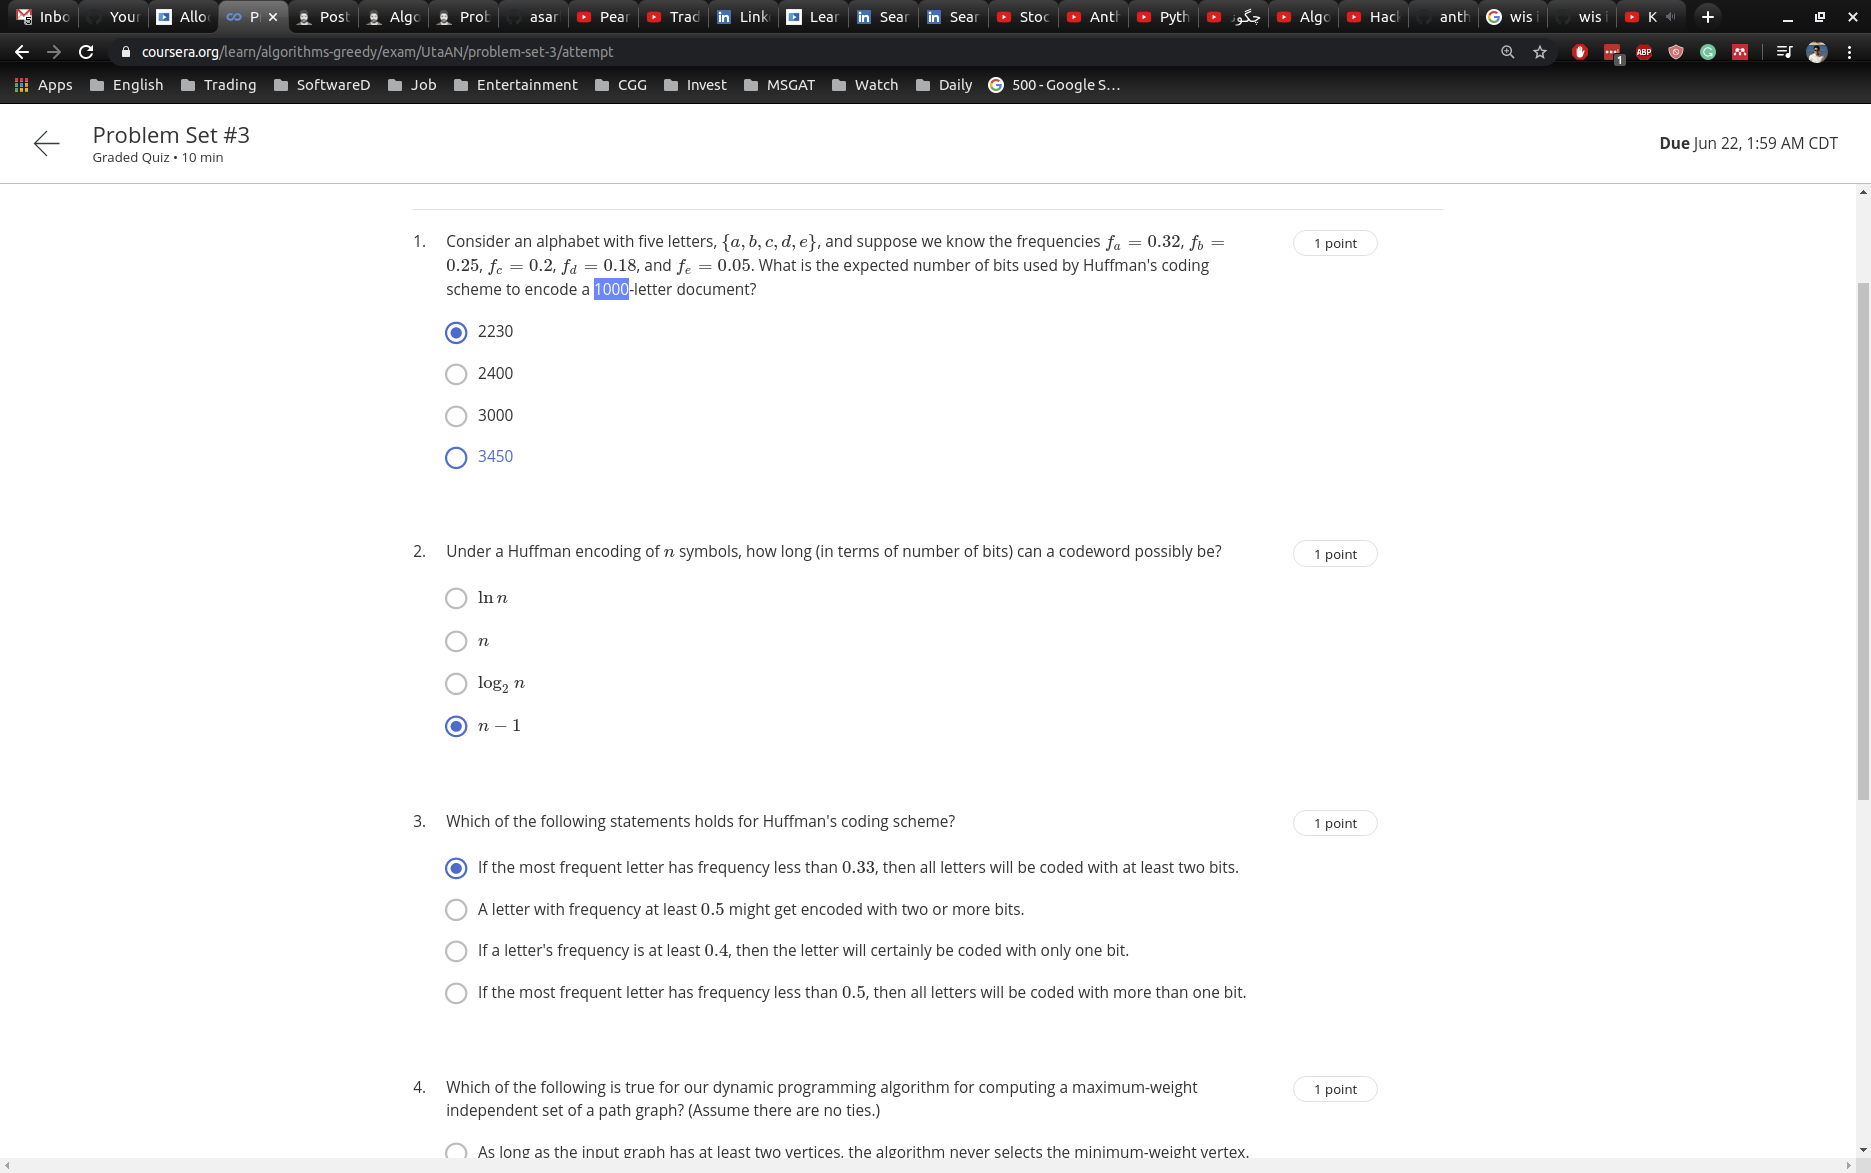 Inbo
Your
Allo
P
Post
Algo
Prob
asar
Pear
Trad
Link
Lear
Sear
Sear
Stoc
Anth
Pyth
چگونه
Algo
Hack
anth
wis i
wis i
K
coursera.org/learn/algorithms-greedy/exam/UtaAN/problem-set-3/attempt
1
ABP
Apps English Trading SoftwareD Job Entertainment CGG Invest MSGAT Watch Daily 500 - Google S...
Problem Set #3
Graded Quiz • 10 min
Due Jun 22, 1:59 AM CDT
1. Consider an alphabet with five letters, {a, b, c, d, e}, and suppose we know the frequencies fₐ = 0.32, f_b =
0.25, f_c = 0.2, f_d = 0.18, and f_e = 0.05. What is the expected number of bits used by Huffman's coding
scheme to encode a 1000-letter document?
1 point
2230
2400
3000
3450
2. Under a Huffman encoding of n symbols, how long (in terms of number of bits) can a codeword possibly be?
1 point
ln n
n
log₂ n
n − 1
3. Which of the following statements holds for Huffman's coding scheme?
1 point
If the most frequent letter has frequency less than 0.33, then all letters will be coded with at least two bits.
A letter with frequency at least 0.5 might get encoded with two or more bits.
If a letter's frequency is at least 0.4, then the letter will certainly be coded with only one bit.
If the most frequent letter has frequency less than 0.5, then all letters will be coded with more than one bit.
4. Which of the following is true for our dynamic programming algorithm for computing a maximum-weight
independent set of a path graph? (Assume there are no ties.)
1 point
As long as the input graph has at least two vertices, the algorithm never selects the minimum-weight vertex.